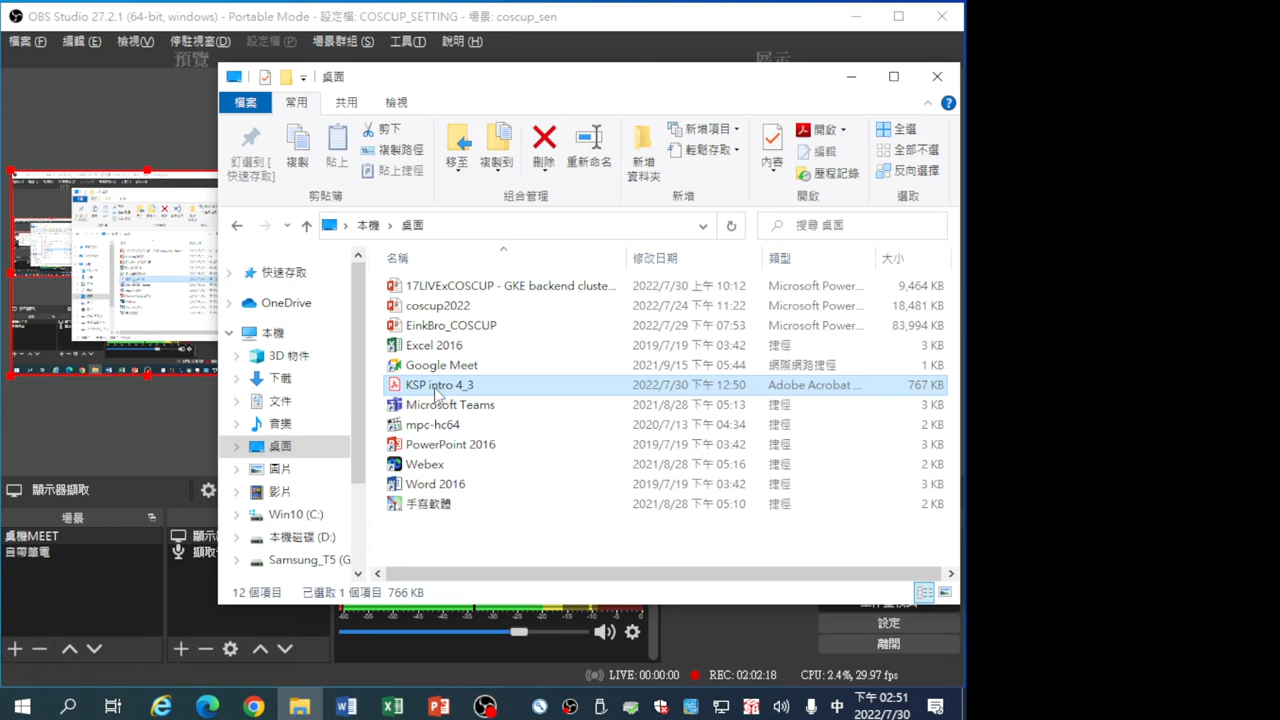 OBS Studio 27.2.1 (64-bit, windows) - Portable Mode - 設定檔: COSCUP_SETTING - 場景: coscup_sen
檔案 (F) 編輯 (E) 檢視(V) 停駐視窗(D) 設定檔 (P) 場景群組 (S) 工具(T) 說明 (H)
預覽
桌面
檔案 常用 共用 檢視
釘選到 [ 快速存取]
複製
貼上
剪下
複製路徑
貼上捷徑
剪貼簿
移至
複製到
刪除
重新命名
組合管理
新增
資料夾
新增項目
輕鬆存取
新增
內容
開啟
編輯
歷程記錄
開啟
全選
全部不選
反向選擇
選取
本機 桌面
搜尋 桌面
快速存取
OneDrive
本機
3D 物件
下載
文件
音樂
桌面
圖片
影片
Win10 (C:)
本機磁碟 (D:)
Samsung_T5 (G
名稱 修改日期 類型 大小
17LIVExCOSCUP - GKE backend cluste... 2022/7/30 上午 10:12 Microsoft Power... 9,464 KB
coscup2022 2022/7/24 下午 11:22 Microsoft Power... 18,481 KB
EinkBro_COSCUP 2022/7/29 下午 07:53 Microsoft Power... 83,994 KB
Excel 2016 2019/7/19 下午 03:42 捷徑 3 KB
Google Meet 2021/9/15 下午 05:44 網際網路捷徑 1 KB
KSP intro 4_3 2022/7/30 下午 12:50 Adobe Acrobat ... 767 KB
Microsoft Teams 2021/8/28 下午 05:13 捷徑 3 KB
mpc-hc64 2020/7/13 下午 04:34 捷徑 2 KB
PowerPoint 2016 2019/7/19 下午 03:42 捷徑 3 KB
Webex 2021/8/28 下午 05:16 捷徑 2 KB
Word 2016 2019/7/19 下午 03:42 捷徑 3 KB
手寫軟體 2021/8/28 下午 05:10 捷徑 2 KB
12 個項目 已選取 1 個項目 766 KB
顯示器擷取
場景
桌機MEET
自帶筆電
顯示
擷取
-60 -55 -50 -45 -40 -35 -30 -25 -20 -15 -10 -5 0
設定
離開
LIVE: 00:00:00 REC: 02:02:18 CPU: 2.4%, 29.97 fps
中
下午 02:51
2022/7/30